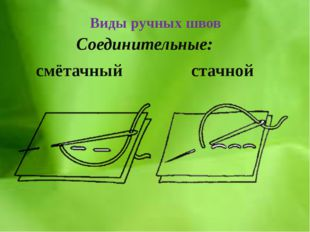 Виды ручных швов
Соединительные:
смётачный стачной